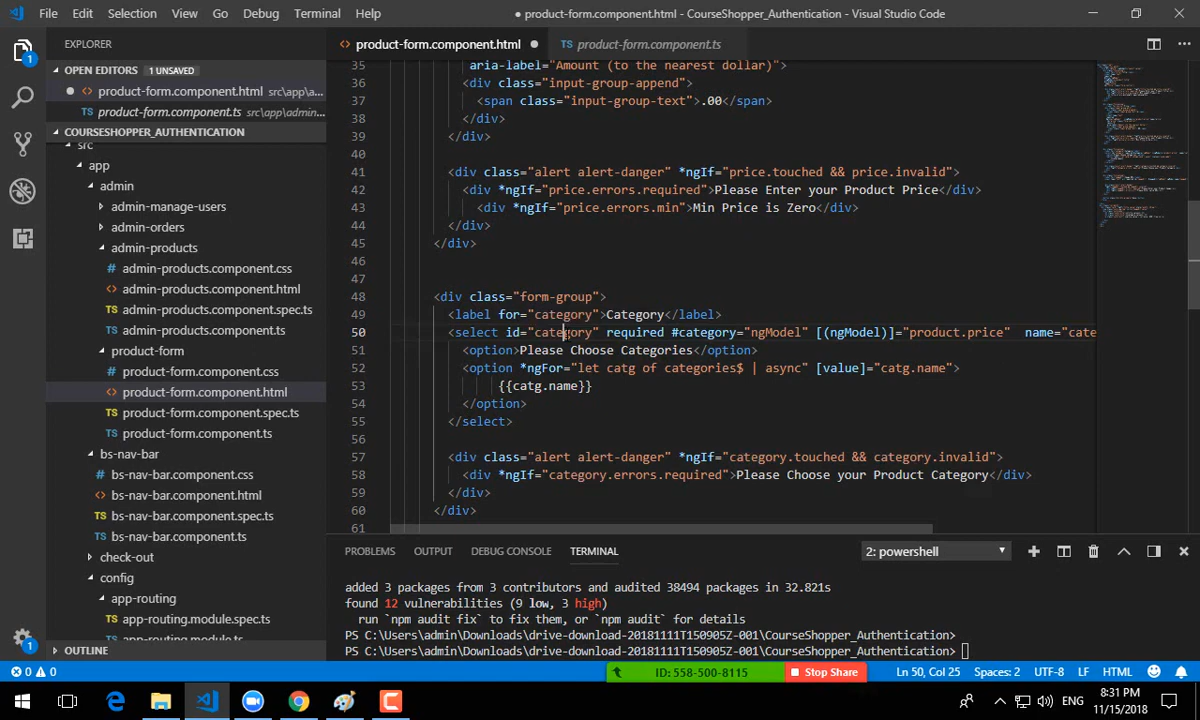 File Edit Selection View Go Debug Terminal Help
● product-form.component.html - CourseShopper_Authentication - Visual Studio Code
EXPLORER
OPEN EDITORS 1 UNSAVED
product-form.component.html src\app\a...
TS product-form.component.ts src\app\admin...
COURSESHOPPER_AUTHENTICATION
src
app
admin
admin-manage-users
admin-orders
admin-products
# admin-products.component.css
<> admin-products.component.html
TS admin-products.component.spec.ts
TS admin-products.component.ts
product-form
# product-form.component.css
<> product-form.component.html
TS product-form.component.spec.ts
TS product-form.component.ts
bs-nav-bar
# bs-nav-bar.component.css
<> bs-nav-bar.component.html
TS bs-nav-bar.component.spec.ts
TS bs-nav-bar.component.ts
check-out
config
app-routing
TS app-routing.module.spec.ts
TS app-routing.module.ts
OUTLINE
<> product-form.component.html
TS product-form.component.ts
35 aria-label="Amount (to the nearest dollar)">
36 <div class="input-group-append">
37 <span class="input-group-text">.00</span>
38 </div>
39 </div>
40
41 <div class="alert alert-danger" *ngIf="price.touched && price.invalid">
42 <div *ngIf="price.errors.required">Please Enter your Product Price</div>
43 <div *ngIf="price.errors.min">Min Price is Zero</div>
44 </div>
45 </div>
46
47
48 <div class="form-group">
49 <label for="category">Category</label>
50 <select id="category" required #category="ngModel" [(ngModel)]="product.price" name="cate
51 <option>Please Choose Categories</option>
52 <option *ngFor="let catg of categories$ | async" [value]="catg.name">
53 {{catg.name}}
54 </option>
55 </select>
56
57 <div class="alert alert-danger" *ngIf="category.touched && category.invalid">
58 <div *ngIf="category.errors.required">Please Choose your Product Category</div>
59 </div>
60 </div>
61
PROBLEMS OUTPUT DEBUG CONSOLE TERMINAL 2: powershell
added 3 packages from 3 contributors and audited 38494 packages in 32.821s
found 12 vulnerabilities (9 low, 3 high)
run `npm audit fix` to fix them, or `npm audit` for details
PS C:\Users\admin\Downloads\drive-download-20181111T150905Z-001\CourseShopper_Authentication>
PS C:\Users\admin\Downloads\drive-download-20181111T150905Z-001\CourseShopper_Authentication>
0 0 ID: 558-500-8115 Stop Share Ln 50, Col 25 Spaces: 2 UTF-8 LF HTML
ENG 8:31 PM
11/15/2018